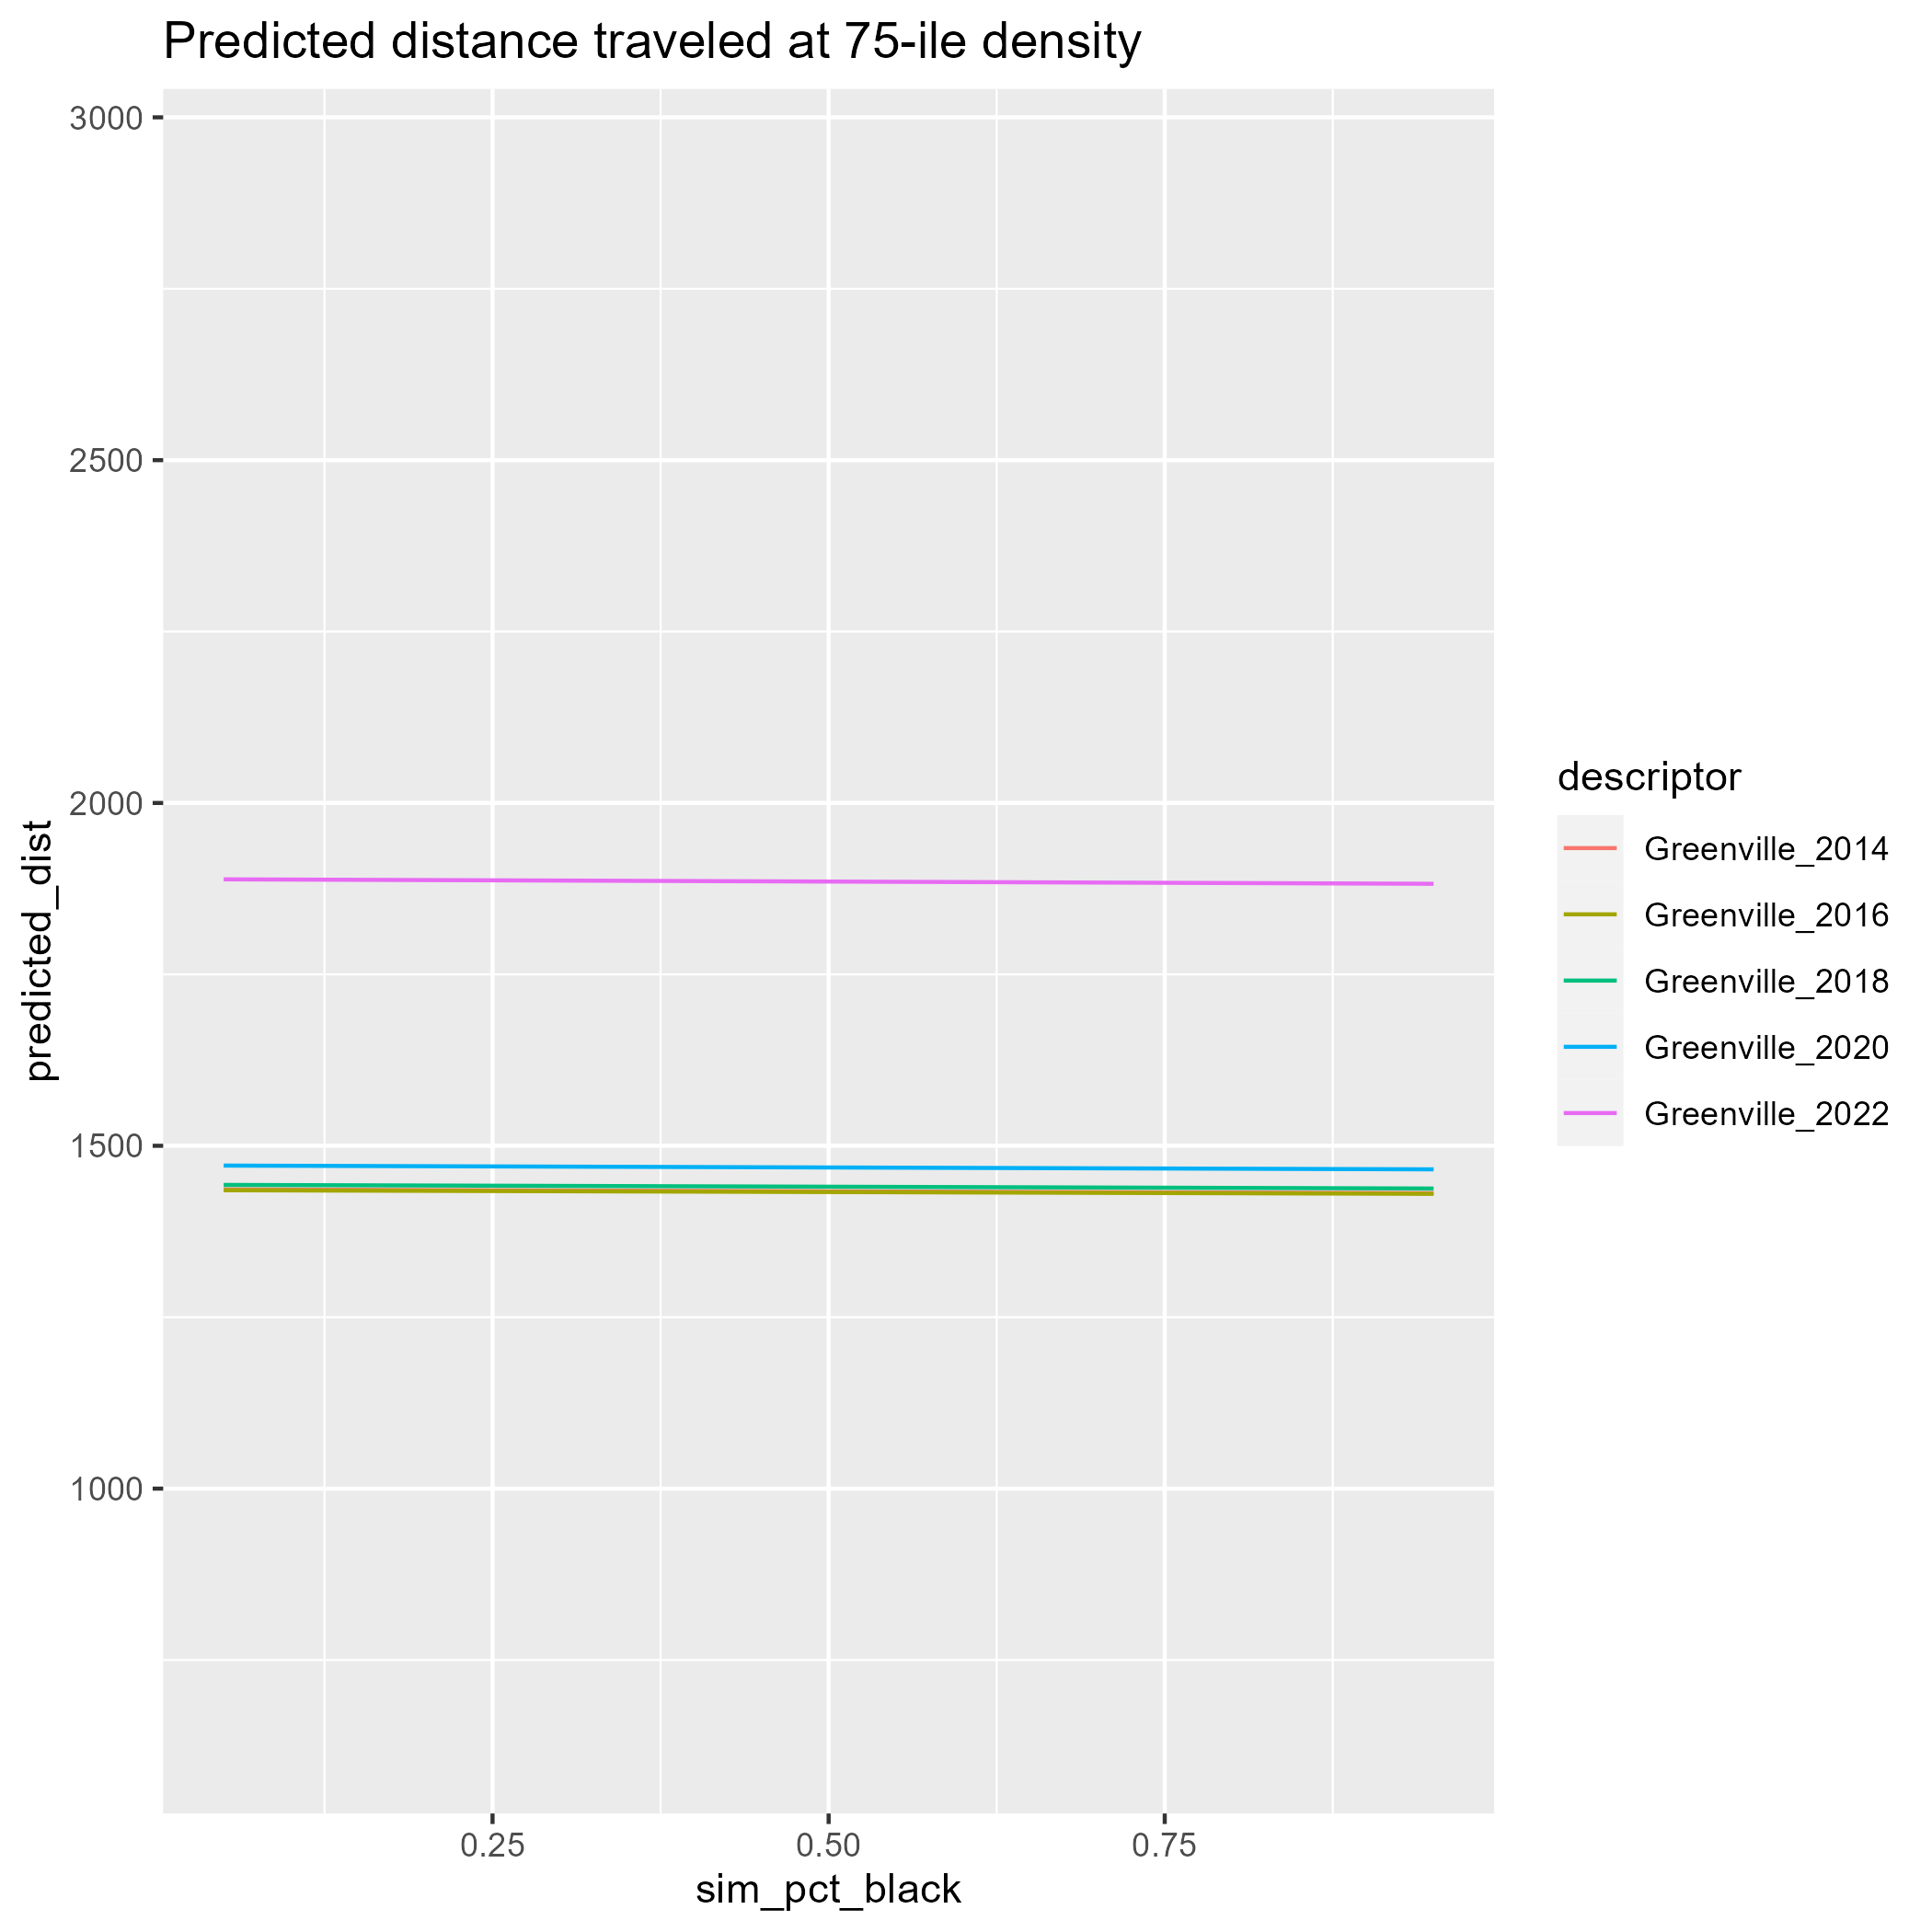 Predicted distance traveled at 75-ile density
3000
2500
2000
1500
1000
predicted_dist
0.25 0.50 0.75
sim_pct_black
descriptor
Greenville_2014
Greenville_2016
Greenville_2018
Greenville_2020
Greenville_2022